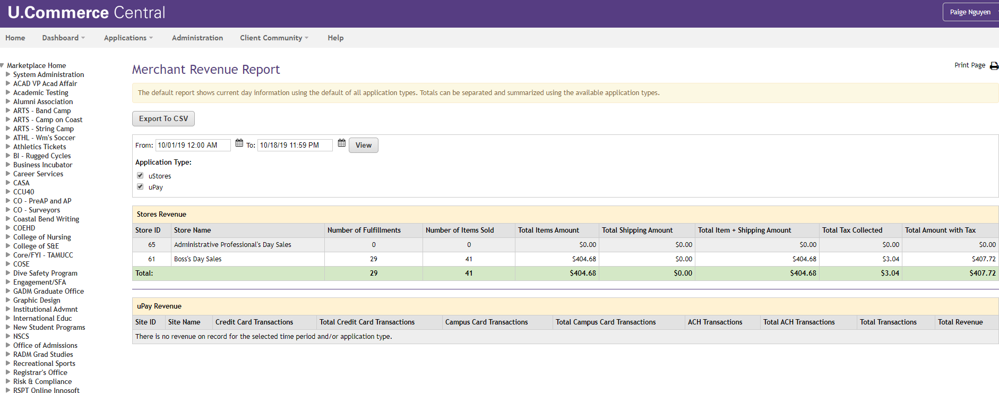 U.Commerce Central
Paige Nguyen
Home Dashboard Applications Administration Client Community Help
Marketplace Home
System Administration
ACAD VP Acad Affair
Academic Testing
Alumni Association
ARTS - Band Camp
ARTS - Camp on Coast
ARTS - String Camp
ATHL - Wm's Soccer
Athletics Tickets
BI - Rugged Cycles
Business Incubator
Career Services
CASA
CCU40
CO - PreAP and AP
CO - Surveyors
Coastal Bend Writing
COEHD
College of Nursing
College of S&E
Core/FYI - TAMUCC
COSE
Dive Safety Program
Engagement/SFA
GADM Graduate Office
Graphic Design
Institutional Advmnt
International Educ
New Student Programs
NSCS
Office of Admissions
RADM Grad Studies
Recreational Sports
Registrar's Office
Risk & Compliance
RSPT Online Innosoft
Merchant Revenue Report
Print Page
The default report shows current day information using the default of all application types. Totals can be separated and summarized using the available application types.
Export To CSV
From: 10/01/19 12:00 AM To: 10/18/19 11:59 PM View
Application Type:
uStores
uPay
Stores Revenue
Store ID Store Name Number of Fulfillments Number of Items Sold Total Items Amount Total Shipping Amount Total Item + Shipping Amount Total Tax Collected Total Amount with Tax
65 Administrative Professional's Day Sales 0 0 $0.00 $0.00 $0.00 $0.00 $0.00
61 Boss's Day Sales 29 41 $404.68 $0.00 $404.68 $3.04 $407.72
Total: 29 41 $404.68 $0.00 $404.68 $3.04 $407.72
uPay Revenue
Site ID Site Name Credit Card Transactions Total Credit Card Transactions Campus Card Transactions Total Campus Card Transactions ACH Transactions Total ACH Transactions Total Transactions Total Revenue
There is no revenue on record for the selected time period and/or application type.